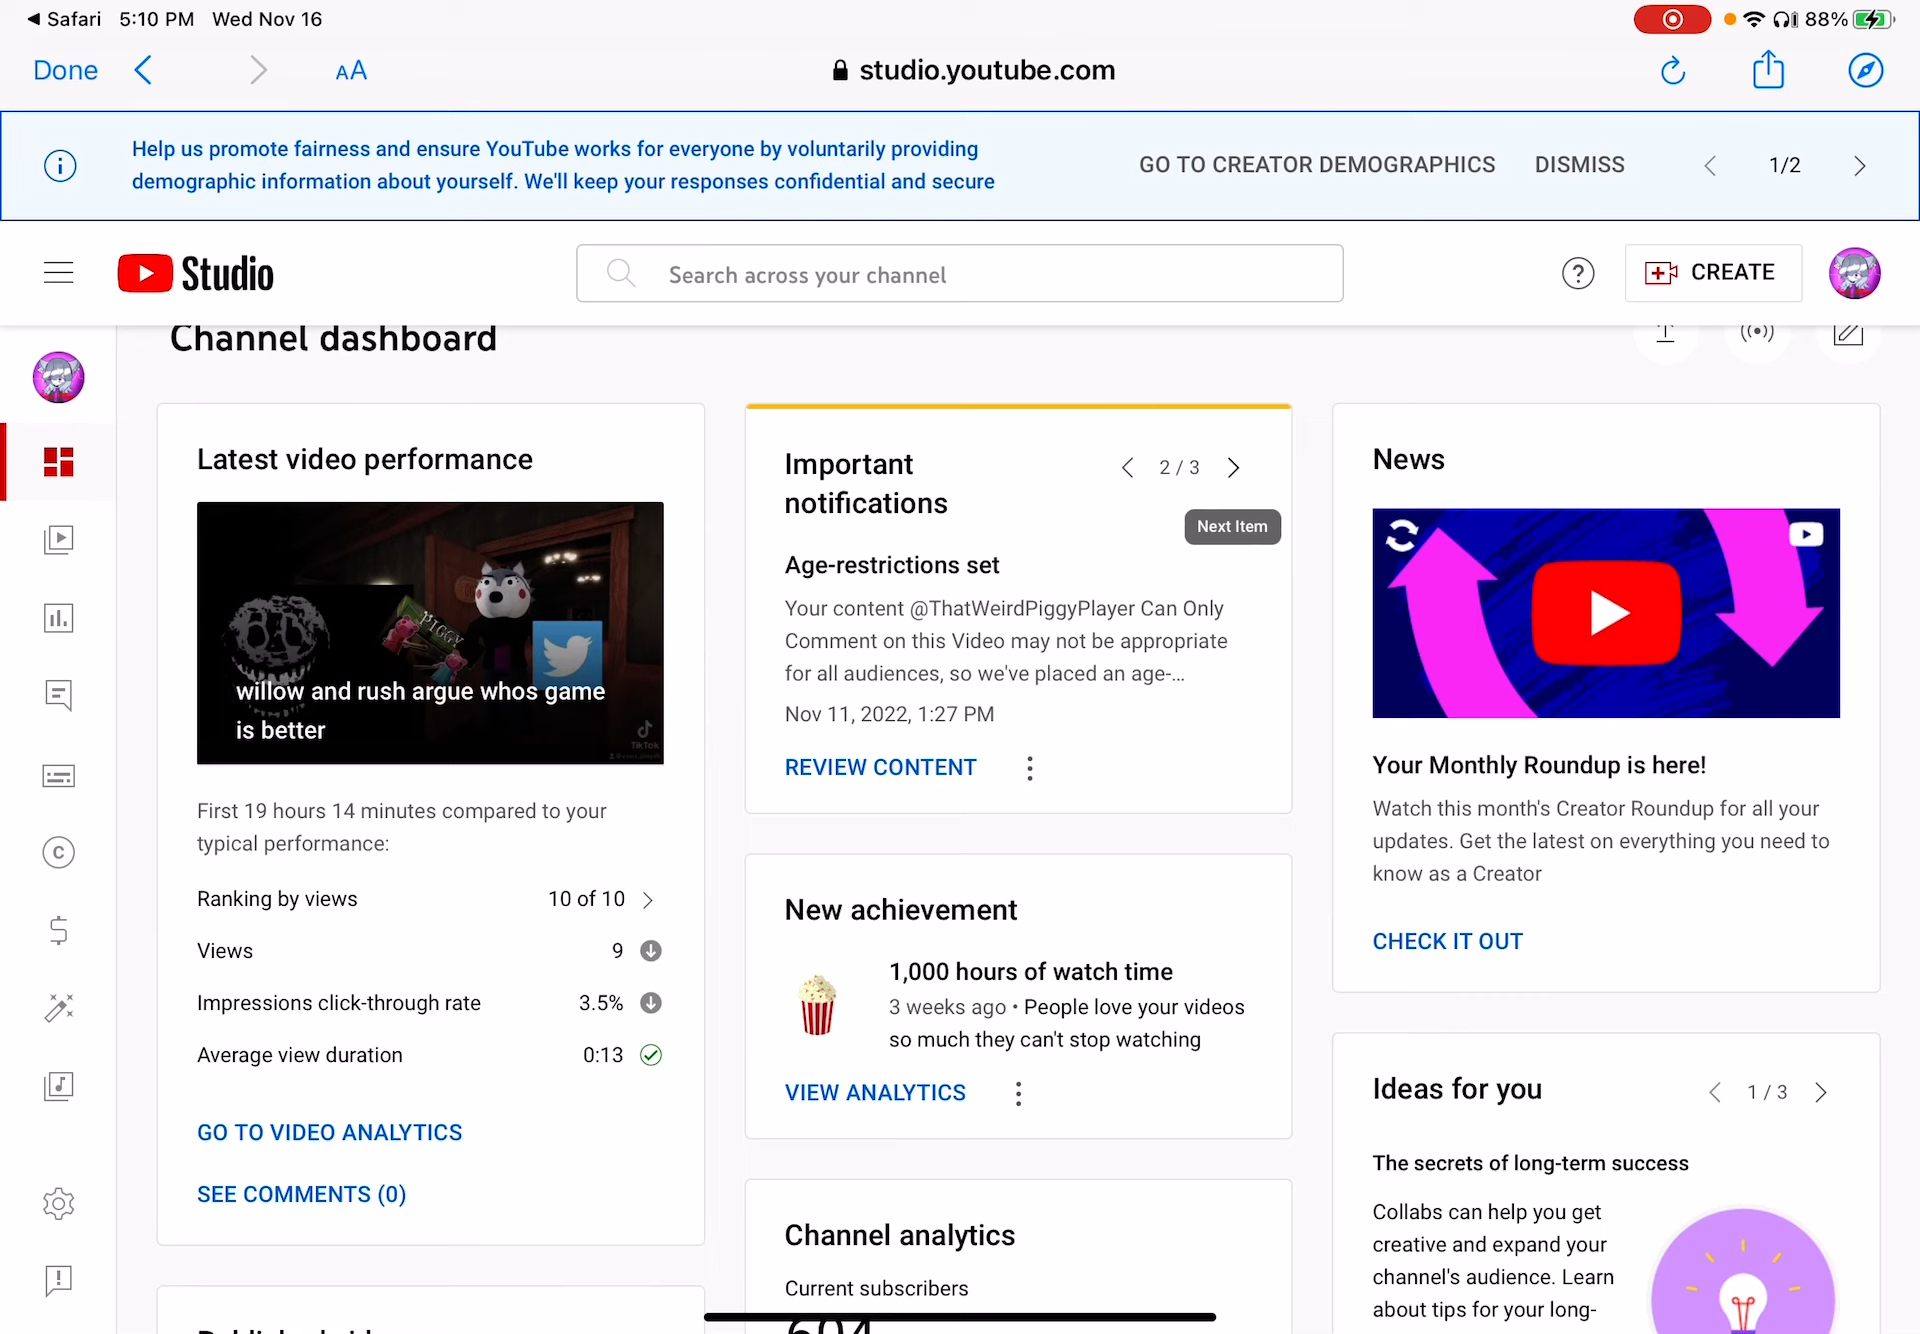 Safari 5:10 PM Wed Nov 16
88%
Done
AA
studio.youtube.com
Help us promote fairness and ensure YouTube works for everyone by voluntarily providing
demographic information about yourself. We'll keep your responses confidential and secure
GO TO CREATOR DEMOGRAPHICS
DISMISS
1/2
Studio
Search across your channel
CREATE
Channel dashboard
Latest video performance
PIGGY
willow and rush argue whos game
is better
TikTok
First 19 hours 14 minutes compared to your
typical performance:
Ranking by views 10 of 10
Views 9
Impressions click-through rate 3.5%
Average view duration 0:13
GO TO VIDEO ANALYTICS
SEE COMMENTS (0)
Important
notifications
2 / 3
Next Item
Age-restrictions set
Your content @ThatWeirdPiggyPlayer Can Only
Comment on this Video may not be appropriate
for all audiences, so we've placed an age-...
Nov 11, 2022, 1:27 PM
REVIEW CONTENT
New achievement
1,000 hours of watch time
3 weeks ago • People love your videos
so much they can't stop watching
VIEW ANALYTICS
Channel analytics
Current subscribers
News
Your Monthly Roundup is here!
Watch this month's Creator Roundup for all your
updates. Get the latest on everything you need to
know as a Creator
CHECK IT OUT
Ideas for you
1 / 3
The secrets of long-term success
Collabs can help you get
creative and expand your
channel's audience. Learn
about tips for your long-